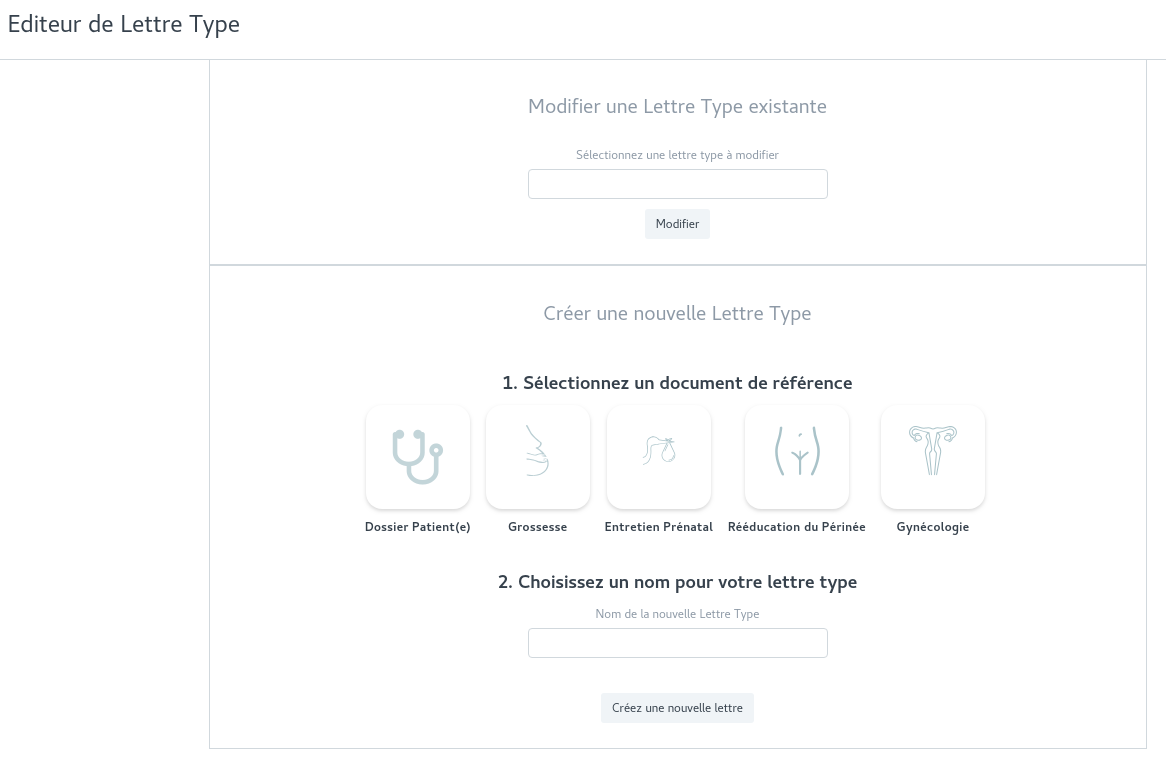 Editeur de Lettre Type
Modifier une Lettre Type existante
Sélectionnez une lettre type à modifier
Modifier
Créer une nouvelle Lettre Type
1. Sélectionnez un document de référence
Dossier Patient(e) Grossesse Entretien Prénatal Rééducation du Périnée Gynécologie
2. Choisissez un nom pour votre lettre type
Nom de la nouvelle Lettre Type
Créez une nouvelle lettre